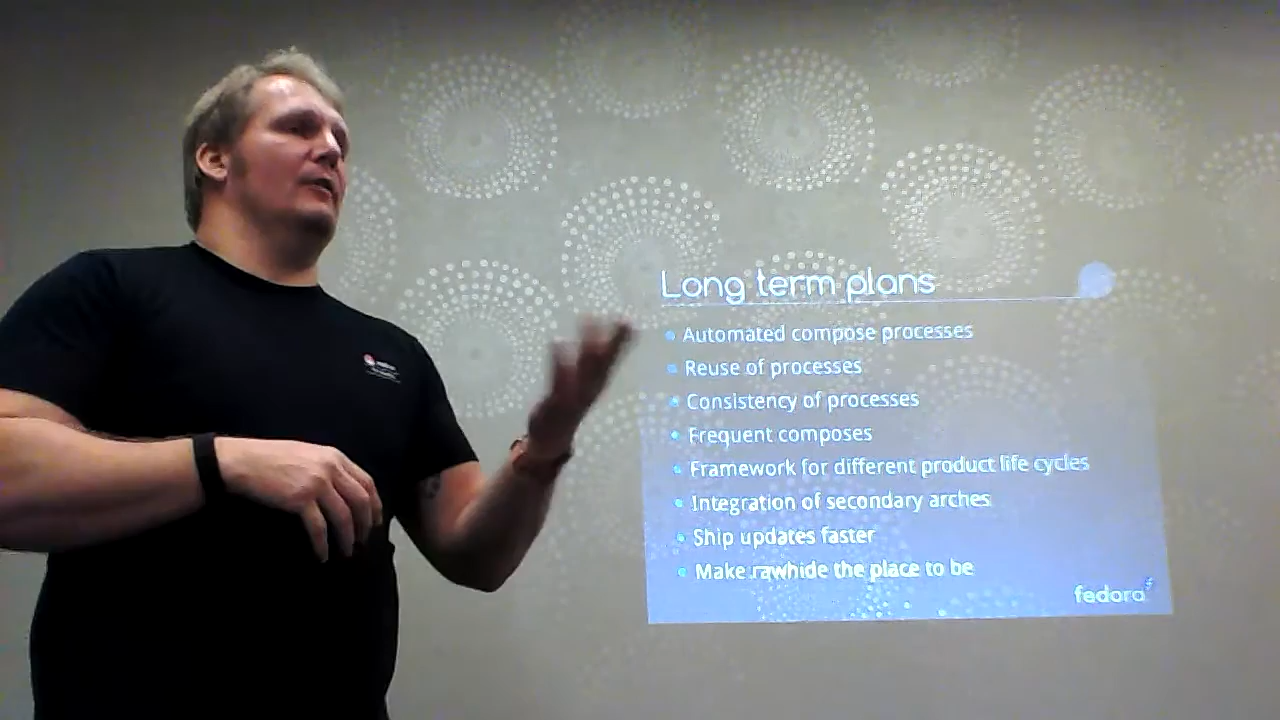 Long term plans
Automated compose processes
Reuse of processes
Consistency of processes
Frequent composes
Framework for different product life cycles
Integration of secondary arches
Ship updates faster
Make rawhide the place to be
fedora